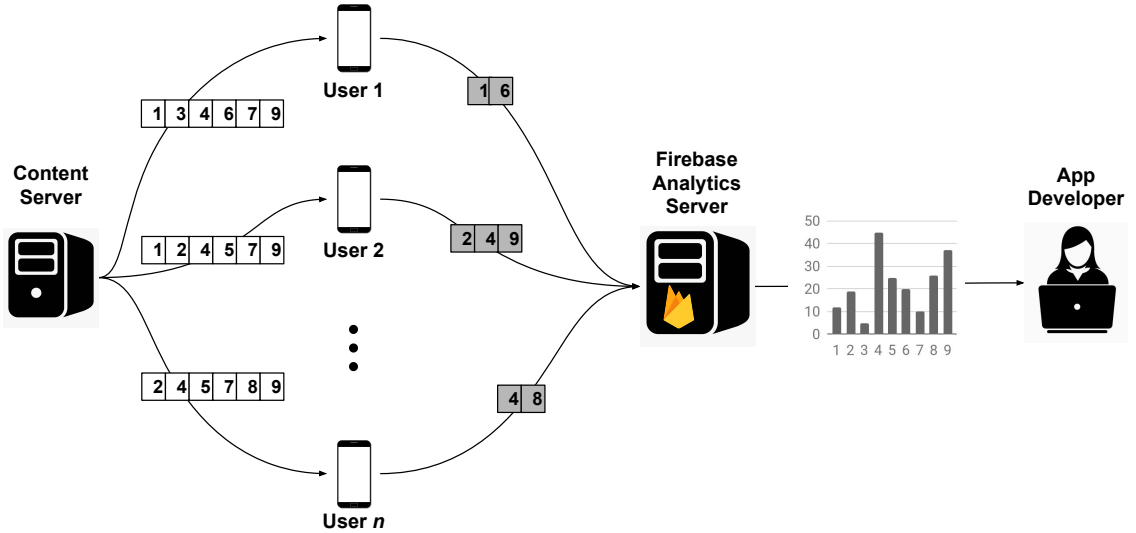 User 1
1 3 4 6 7 9
1 6
Content
Server
User 2
1 2 4 5 7 9
2 4 9
Firebase
Analytics
Server
App
Developer
50
40
30
20
10
0
1 2 3 4 5 6 7 8 9
2 4 5 7 8 9
4 8
User n